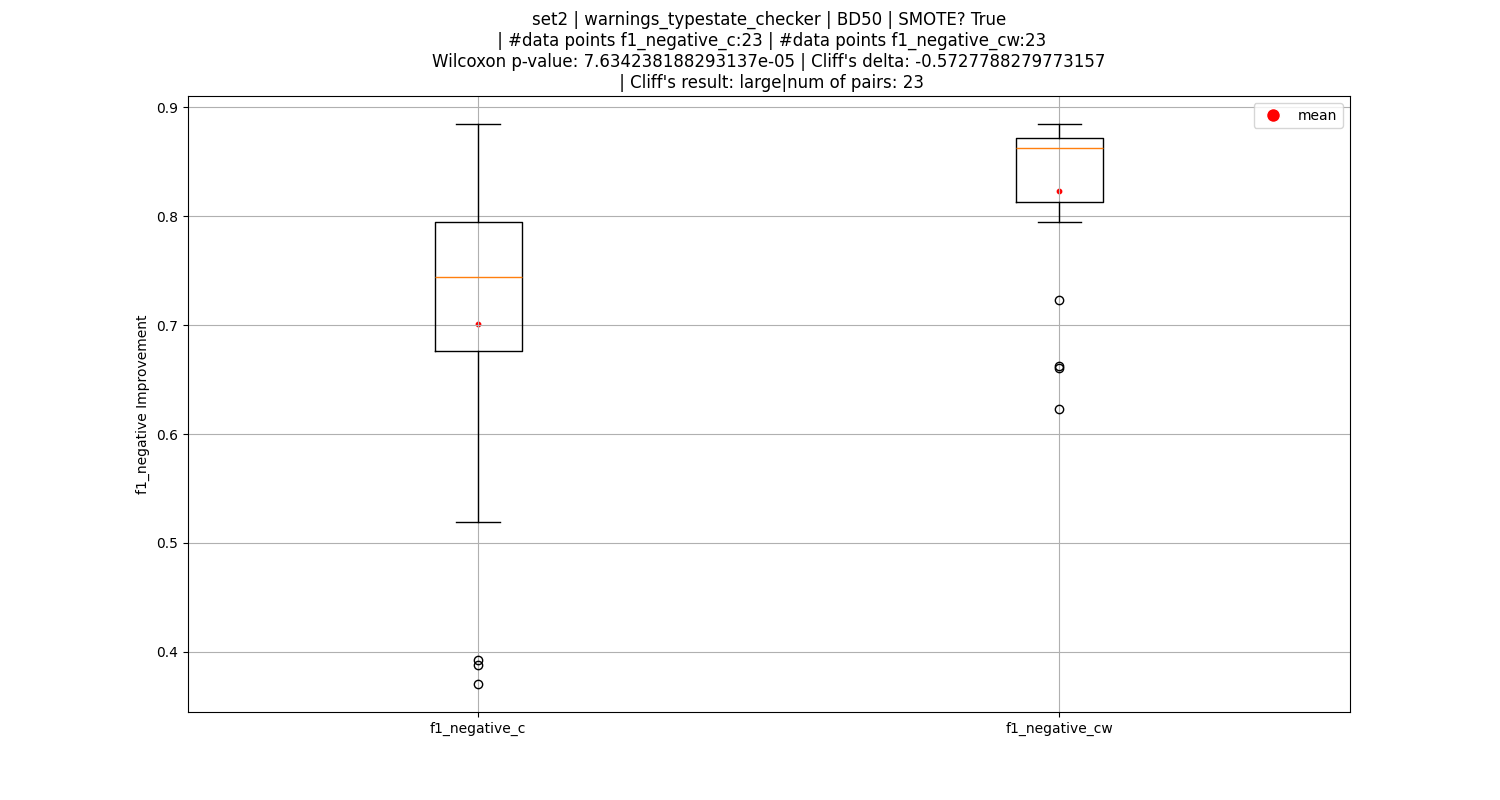 set2 | warnings_typestate_checker | BD50 | SMOTE? True
| #data points f1_negative_c:23 | #data points f1_negative_cw:23
Wilcoxon p-value: 7.634238188293137e-05 | Cliff's delta: -0.5727788279773157
| Cliff's result: large|num of pairs: 23
mean
0.9
0.8
0.7
0.6
0.5
0.4
f1_negative Improvement
f1_negative_c
f1_negative_cw